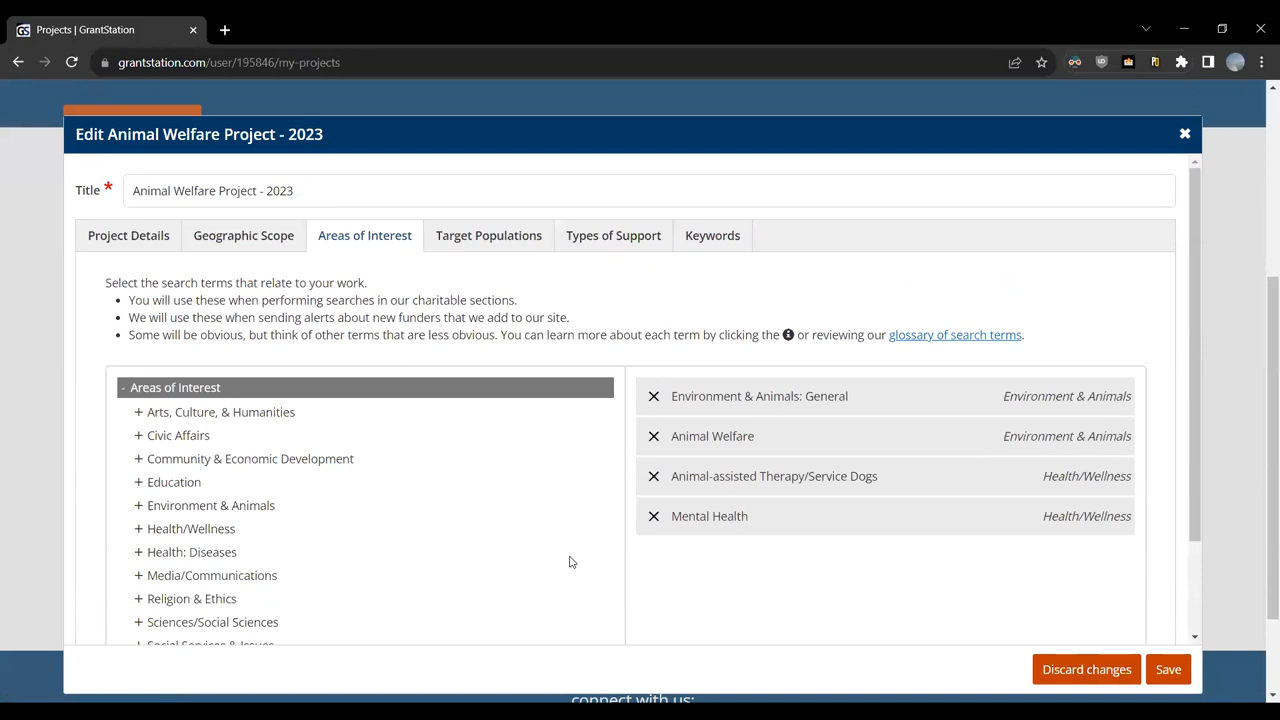 Projects | GrantStation
grantstation.com/user/195846/my-projects
Edit Animal Welfare Project - 2023
Title *
Animal Welfare Project - 2023
Project Details
Geographic Scope
Areas of Interest
Target Populations
Types of Support
Keywords
Select the search terms that relate to your work.
• You will use these when performing searches in our charitable sections.
• We will use these when sending alerts about new funders that we add to our site.
• Some will be obvious, but think of other terms that are less obvious. You can learn more about each term by clicking the or reviewing our glossary of search terms.
- Areas of Interest
+ Arts, Culture, & Humanities
+ Civic Affairs
+ Community & Economic Development
+ Education
+ Environment & Animals
+ Health/Wellness
+ Health: Diseases
+ Media/Communications
+ Religion & Ethics
+ Sciences/Social Sciences
Social Services & Issues
Environment & Animals: General Environment & Animals
Animal Welfare Environment & Animals
Animal-assisted Therapy/Service Dogs Health/Wellness
Mental Health Health/Wellness
Discard changes
Save
connect with us: